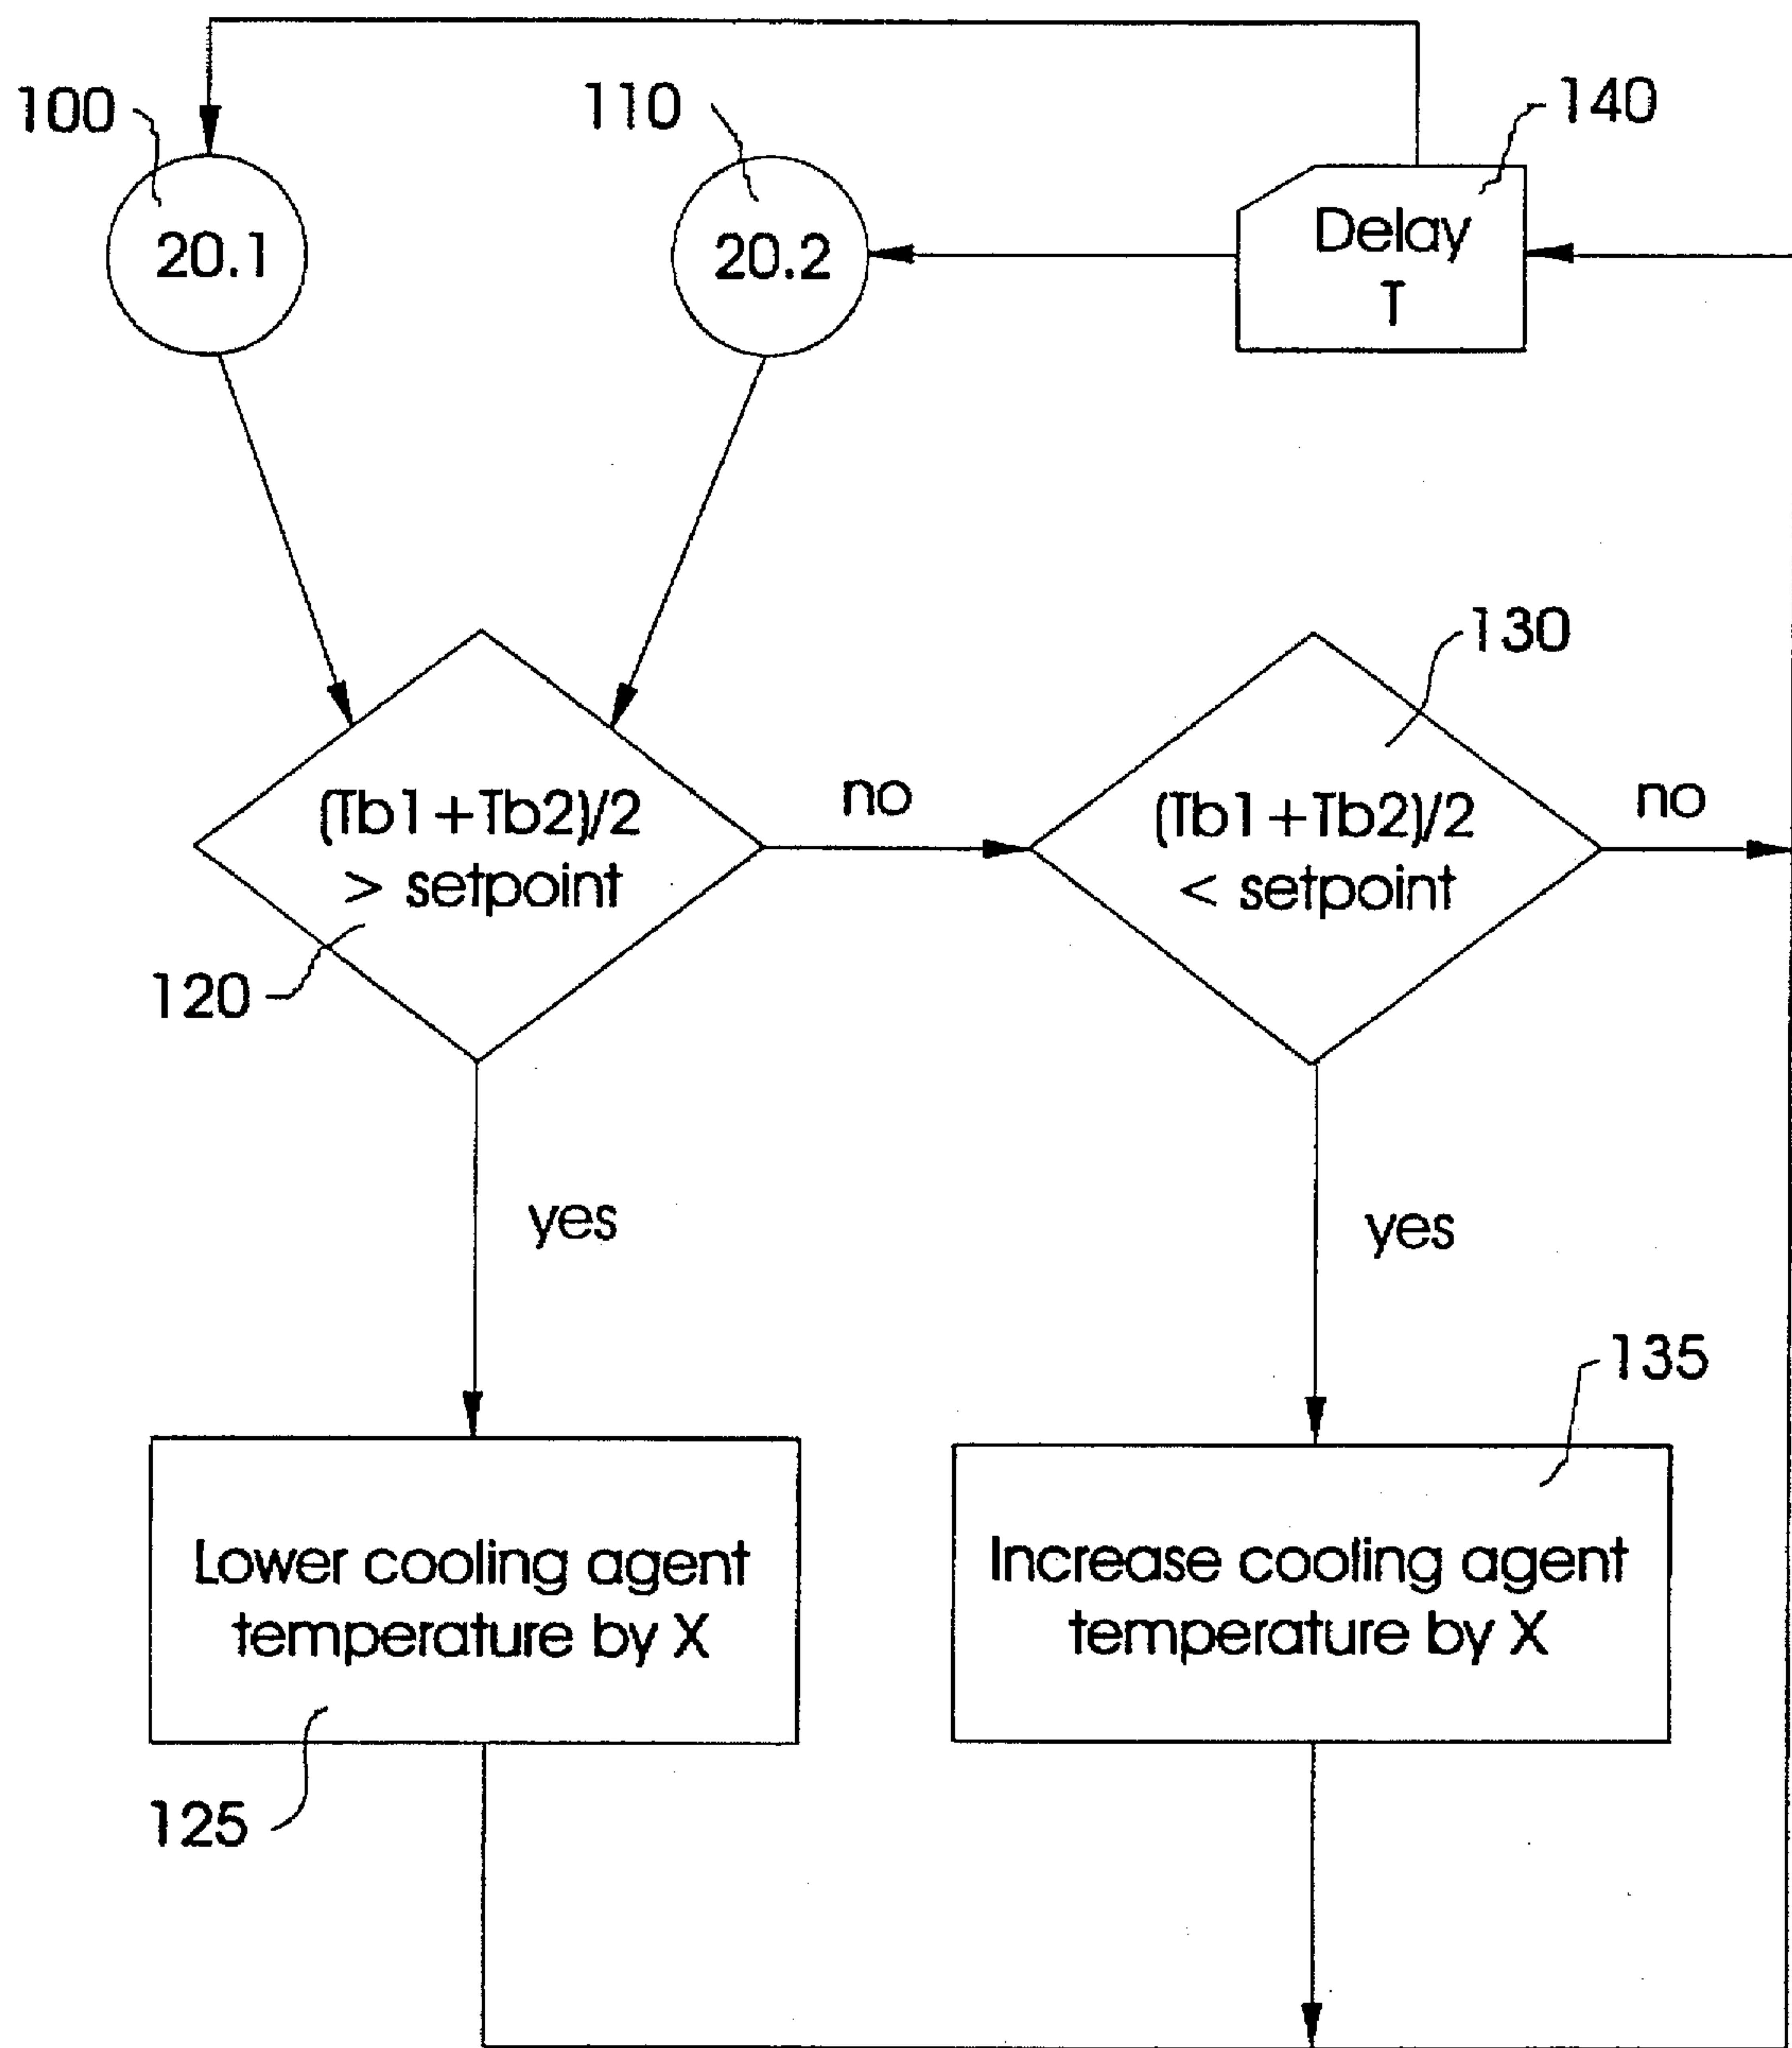 100
110
140
20.1
20.2
Delay
T
130
(Tb1+Tb2)/2
> setpoint
no
(Tb1+Tb2)/2
< setpoint
no
120
yes
yes
135
Lower cooling agent
temperature by X
Increase cooling agent
temperature by X
125